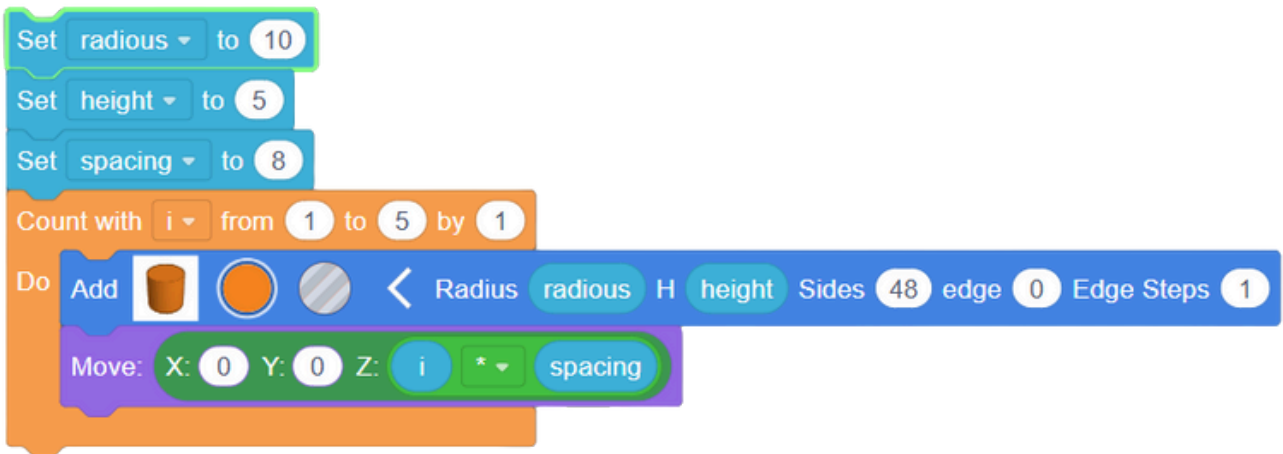 Set radious to 10
Set height to 5
Set spacing to 8
Count with i from 1 to 5 by 1
Do Add Radius radious H height Sides 48 edge 0 Edge Steps 1
Move: X: 0 Y: 0 Z: i * spacing